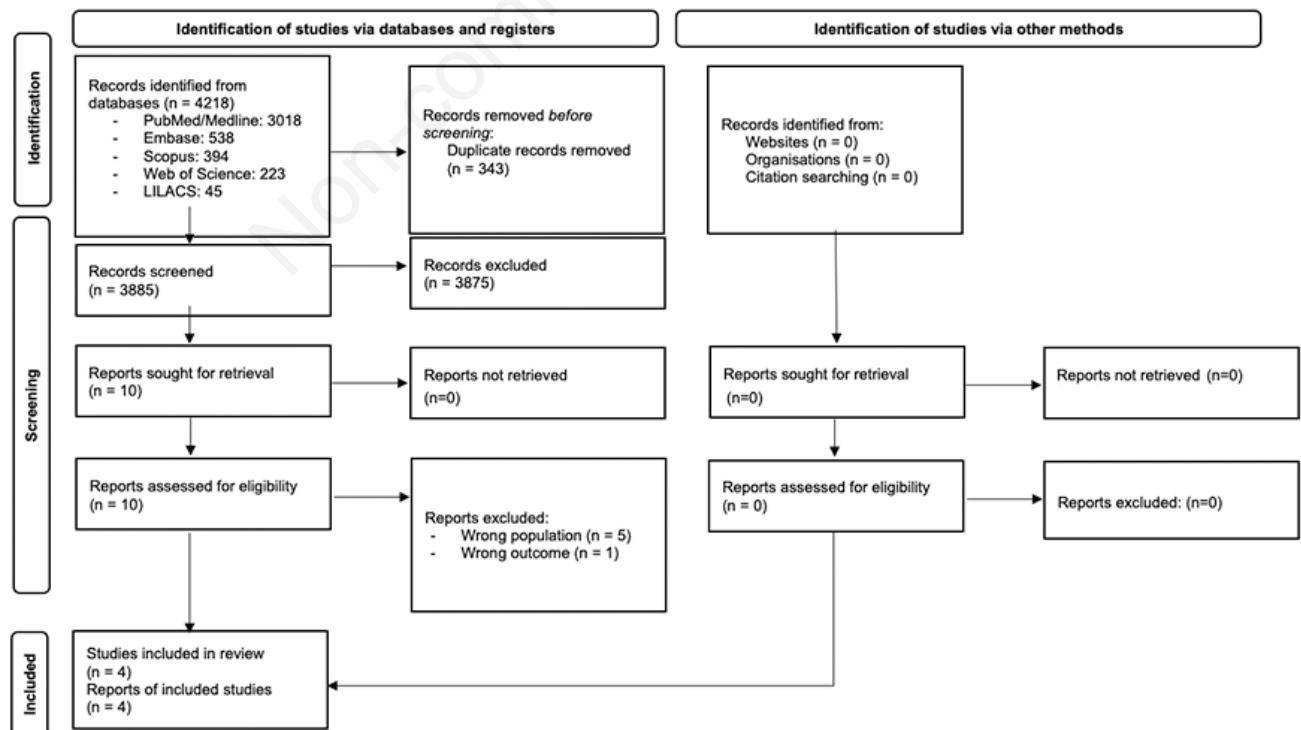 Identification of studies via databases and registers
Identification of studies via other methods
Identification
Records identified from
databases (n = 4218)
- PubMed/Medline: 3018
- Embase: 538
- Scopus: 394
- Web of Science: 223
- LILACS: 45
Records removed before
screening:
Duplicate records removed
(n = 343)
Records identified from:
Websites (n = 0)
Organisations (n = 0)
Citation searching (n = 0)
Screening
Records screened
(n = 3885)
Records excluded
(n = 3875)
Reports sought for retrieval
(n = 10)
Reports not retrieved
(n=0)
Reports sought for retrieval
(n=0)
Reports not retrieved (n=0)
Reports assessed for eligibility
(n = 10)
Reports excluded:
- Wrong population (n = 5)
- Wrong outcome (n = 1)
Reports assessed for eligibility
(n = 0)
Reports excluded: (n=0)
Included
Studies included in review
(n = 4)
Reports of included studies
(n = 4)